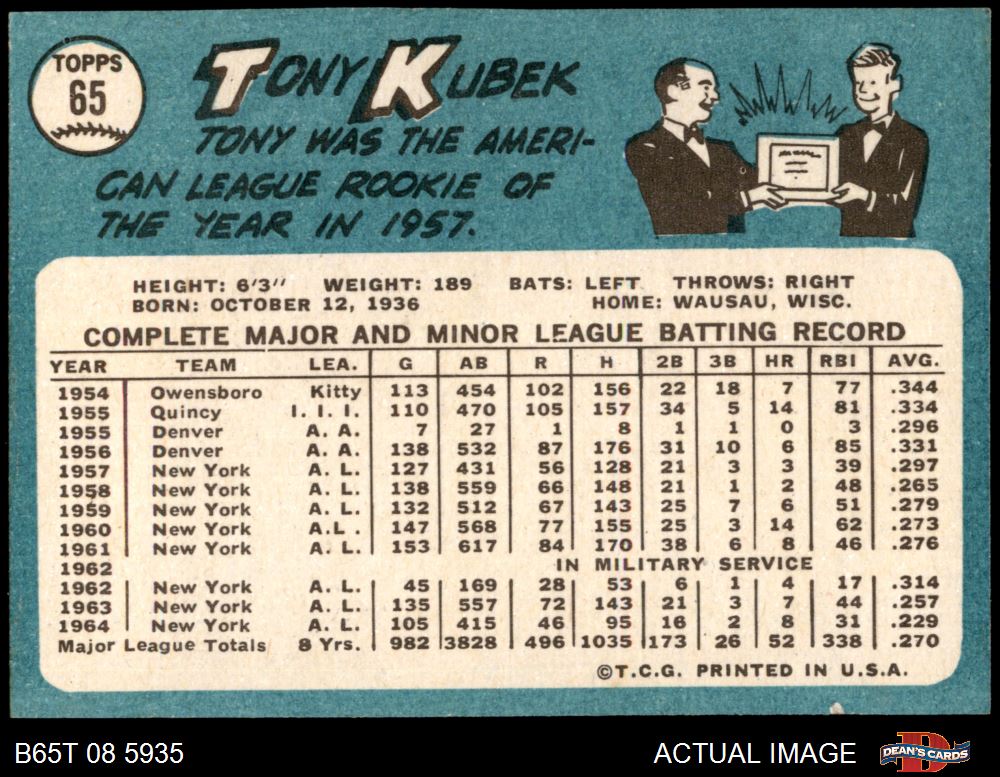 TOPPS
65
TONY KUBEK
TONY WAS THE AMERI-
CAN LEAGUE ROOKIE OF
THE YEAR IN 1957.
HEIGHT: 6'3" WEIGHT: 189 BATS: LEFT THROWS: RIGHT
BORN: OCTOBER 12, 1936 HOME: WAUSAU, WISC.
COMPLETE MAJOR AND MINOR LEAGUE BATTING RECORD
YEAR TEAM LEA. G AB R H 2B 3B HR RBI AVG.
1954 Owensboro Kitty 113 454 102 156 22 18 7 77 .344
1955 Quincy I. I. I. 110 470 105 157 34 5 14 81 .334
1955 Denver A. A. 7 27 1 8 1 1 0 3 .296
1956 Denver A. A. 138 532 87 176 31 10 6 85 .331
1957 New York A. L. 127 431 56 128 21 3 3 39 .297
1958 New York A. L. 138 559 66 148 21 1 2 48 .265
1959 New York A. L. 132 512 67 143 25 7 6 51 .279
1960 New York A.L . 147 568 77 155 25 3 14 62 .273
1961 New York A. L. 153 617 84 170 38 6 8 46 .276
1962 IN MILITARY SERVICE
1962 New York A. L. 45 169 28 53 6 1 4 17 .314
1963 New York A. L. 135 557 72 143 21 3 7 44 .257
1964 New York A. L. 105 415 46 95 16 2 8 31 .229
Major League Totals 8 Yrs. 982 3828 496 1035 173 26 52 338 .270
©T.C.G. PRINTED IN U.S.A.
B65T 08 5935 ACTUAL IMAGE DEAN'S CARDS